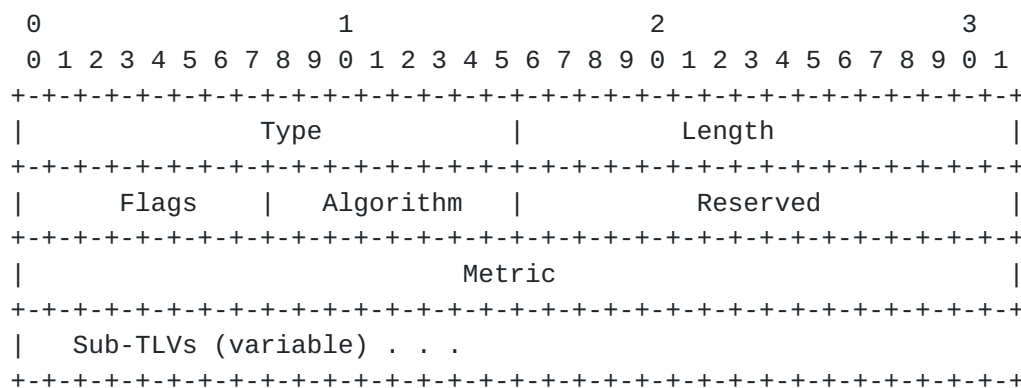 0                   1                   2                   3
 0 1 2 3 4 5 6 7 8 9 0 1 2 3 4 5 6 7 8 9 0 1 2 3 4 5 6 7 8 9 0 1
+-+-+-+-+-+-+-+-+-+-+-+-+-+-+-+-+-+-+-+-+-+-+-+-+-+-+-+-+-+-+-+-+
|               Type            |          Length               |
+-+-+-+-+-+-+-+-+-+-+-+-+-+-+-+-+-+-+-+-+-+-+-+-+-+-+-+-+-+-+-+-+
|      Flags    |   Algorithm   |           Reserved            |
+-+-+-+-+-+-+-+-+-+-+-+-+-+-+-+-+-+-+-+-+-+-+-+-+-+-+-+-+-+-+-+-+
|                            Metric                             |
+-+-+-+-+-+-+-+-+-+-+-+-+-+-+-+-+-+-+-+-+-+-+-+-+-+-+-+-+-+-+-+-+
|   Sub-TLVs (variable) . . .
+-+-+-+-+-+-+-+-+-+-+-+-+-+-+-+-+-+-+-+-+-+-+-+-+-+-+-+-+-+-+-+-+